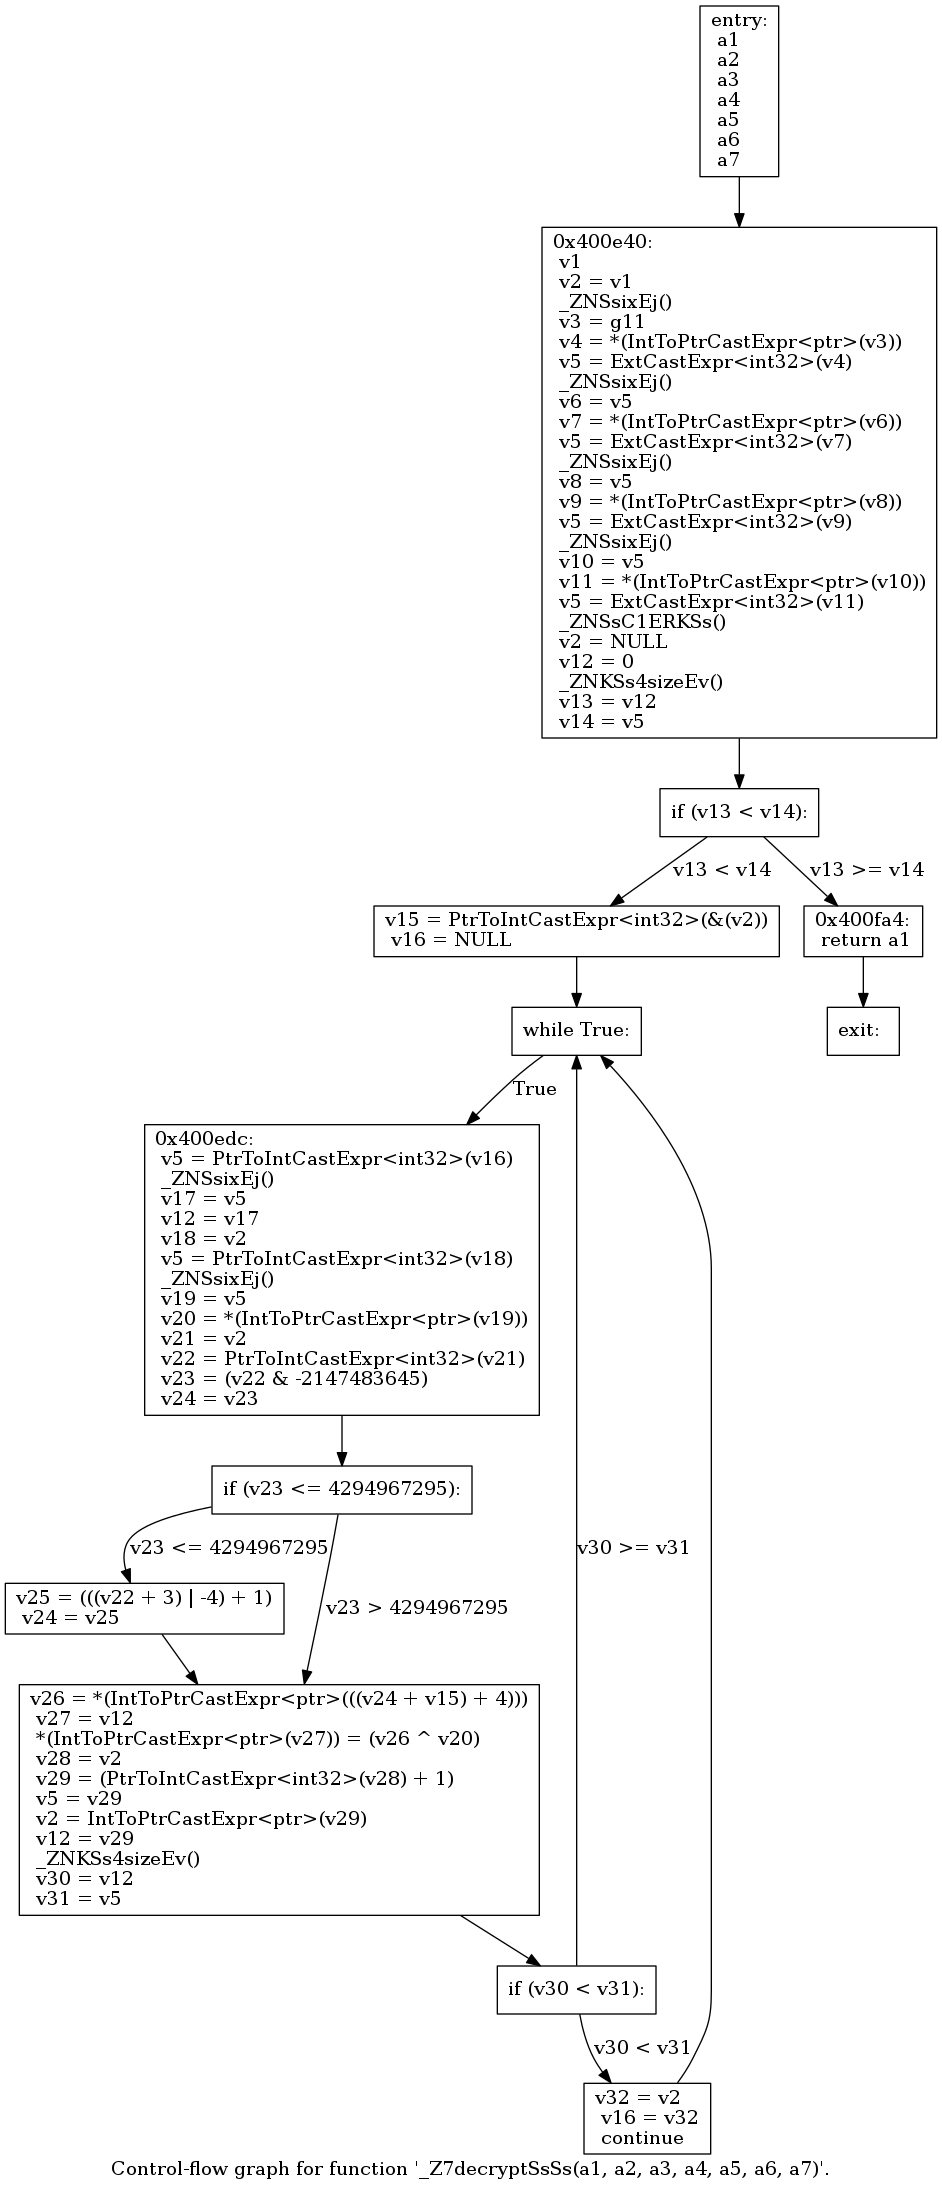 entry:
a1
a2
a3
a4
a5
a6
a7
0x400e40:
v1
v2 = v1
_ZNSsixEj()
v3 = g11
v4 = *(IntToPtrCastExpr<ptr>(v3))
v5 = ExtCastExpr<int32>(v4)
_ZNSsixEj()
v6 = v5
v7 = *(IntToPtrCastExpr<ptr>(v6))
v5 = ExtCastExpr<int32>(v7)
_ZNSsixEj()
v8 = v5
v9 = *(IntToPtrCastExpr<ptr>(v8))
v5 = ExtCastExpr<int32>(v9)
_ZNSsixEj()
v10 = v5
v11 = *(IntToPtrCastExpr<ptr>(v10))
v5 = ExtCastExpr<int32>(v11)
_ZNSsC1ERKSs()
v2 = NULL
v12 = 0
_ZNKSs4sizeEv()
v13 = v12
v14 = v5
if (v13 < v14):
v13 < v14
v13 >= v14
v15 = PtrToIntCastExpr<int32>(&(v2))
v16 = NULL
0x400fa4:
return a1
while True:
exit:
True
0x400edc:
v5 = PtrToIntCastExpr<int32>(v16)
_ZNSsixEj()
v17 = v5
v12 = v17
v18 = v2
v5 = PtrToIntCastExpr<int32>(v18)
_ZNSsixEj()
v19 = v5
v20 = *(IntToPtrCastExpr<ptr>(v19))
v21 = v2
v22 = PtrToIntCastExpr<int32>(v21)
v23 = (v22 & -2147483645)
v24 = v23
if (v23 <= 4294967295):
v23 <= 4294967295
v30 >= v31
v25 = (((v22 + 3) | -4) + 1)
v24 = v25
v23 > 4294967295
v26 = *(IntToPtrCastExpr<ptr>(((v24 + v15) + 4)))
v27 = v12
*(IntToPtrCastExpr<ptr>(v27)) = (v26 ^ v20)
v28 = v2
v29 = (PtrToIntCastExpr<int32>(v28) + 1)
v5 = v29
v2 = IntToPtrCastExpr<ptr>(v29)
v12 = v29
_ZNKSs4sizeEv()
v30 = v12
v31 = v5
if (v30 < v31):
v30 < v31
v32 = v2
v16 = v32
continue
Control-flow graph for function '_Z7decryptSsSs(a1, a2, a3, a4, a5, a6, a7)'.